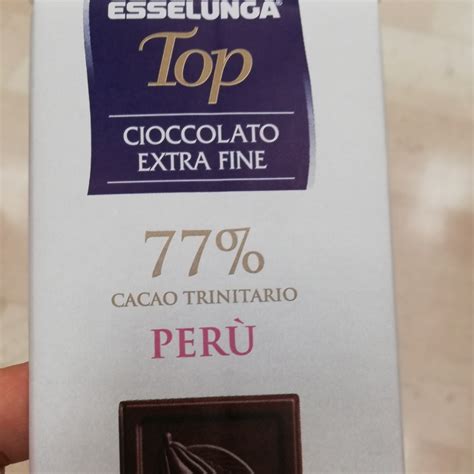 ESSELUNGA®
Top
CIOCCOLATO
EXTRA FINE
77%
CACAO TRINITARIO
PERÙ